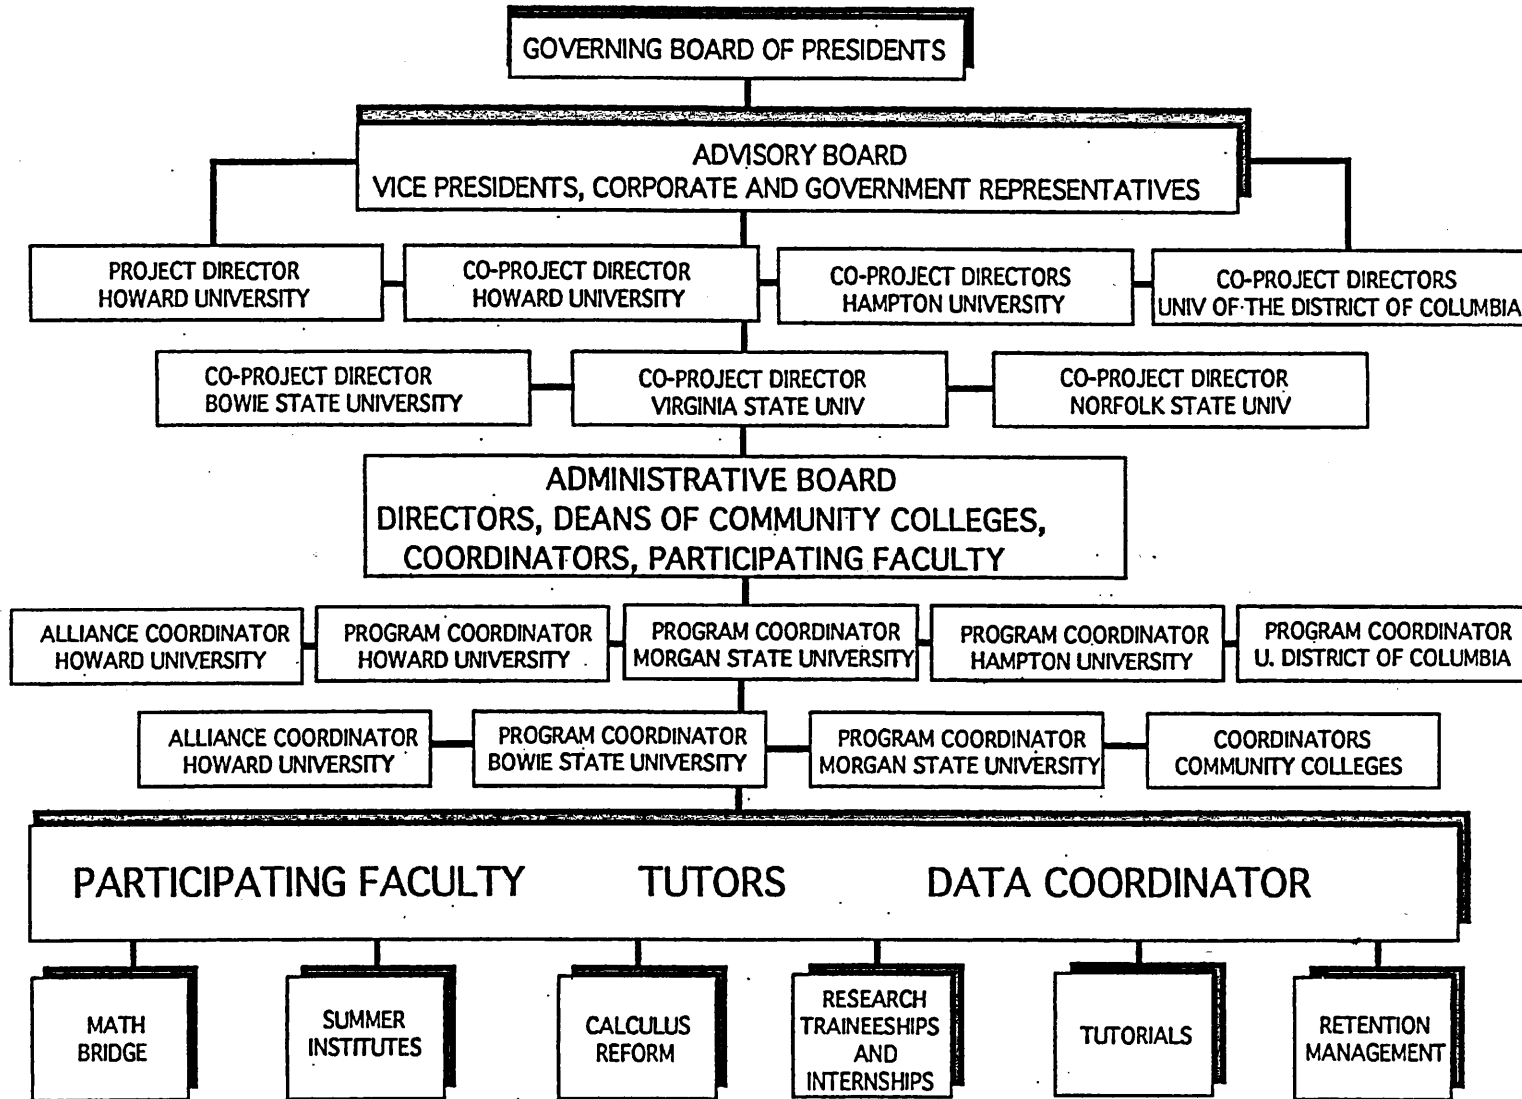 GOVERNING BOARD OF PRESIDENTS
ADVISORY BOARD
VICE PRESIDENTS, CORPORATE AND GOVERNMENT REPRESENTATIVES
PROJECT DIRECTOR
HOWARD UNIVERSITY
CO-PROJECT DIRECTOR
HOWARD UNIVERSITY
CO-PROJECT DIRECTORS
HAMPTON UNIVERSITY
CO-PROJECT DIRECTORS
UNIV OF THE DISTRICT OF COLUMBIA
CO-PROJECT DIRECTOR
BOWIE STATE UNIVERSITY
CO-PROJECT DIRECTOR
VIRGINIA STATE UNIV
CO-PROJECT DIRECTOR
NORFOLK STATE UNIV
ADMINISTRATIVE BOARD
DIRECTORS, DEANS OF COMMUNITY COLLEGES,
COORDINATORS, PARTICIPATING FACULTY
ALLIANCE COORDINATOR
HOWARD UNIVERSITY
PROGRAM COORDINATOR
HOWARD UNIVERSITY
PROGRAM COORDINATOR
MORGAN STATE UNIVERSITY
PROGRAM COORDINATOR
HAMPTON UNIVERSITY
PROGRAM COORDINATOR
U. DISTRICT OF COLUMBIA
ALLIANCE COORDINATOR
HOWARD UNIVERSITY
PROGRAM COORDINATOR
BOWIE STATE UNIVERSITY
PROGRAM COORDINATOR
MORGAN STATE UNIVERSITY
COORDINATORS
COMMUNITY COLLEGES
PARTICIPATING FACULTY TUTORS DATA COORDINATOR
MATH
BRIDGE
SUMMER
INSTITUTES
CALCULUS
REFORM
RESEARCH
TRAINEESHIPS
AND
INTERNSHIPS
TUTORIALS
RETENTION
MANAGEMENT